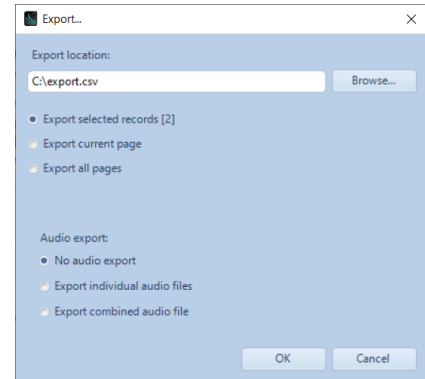 Export...
Export location:
C:\export.csv
Browse...
Export selected records [2]
Export current page
Export all pages
Audio export:
No audio export
Export individual audio files
Export combined audio file
OK Cancel